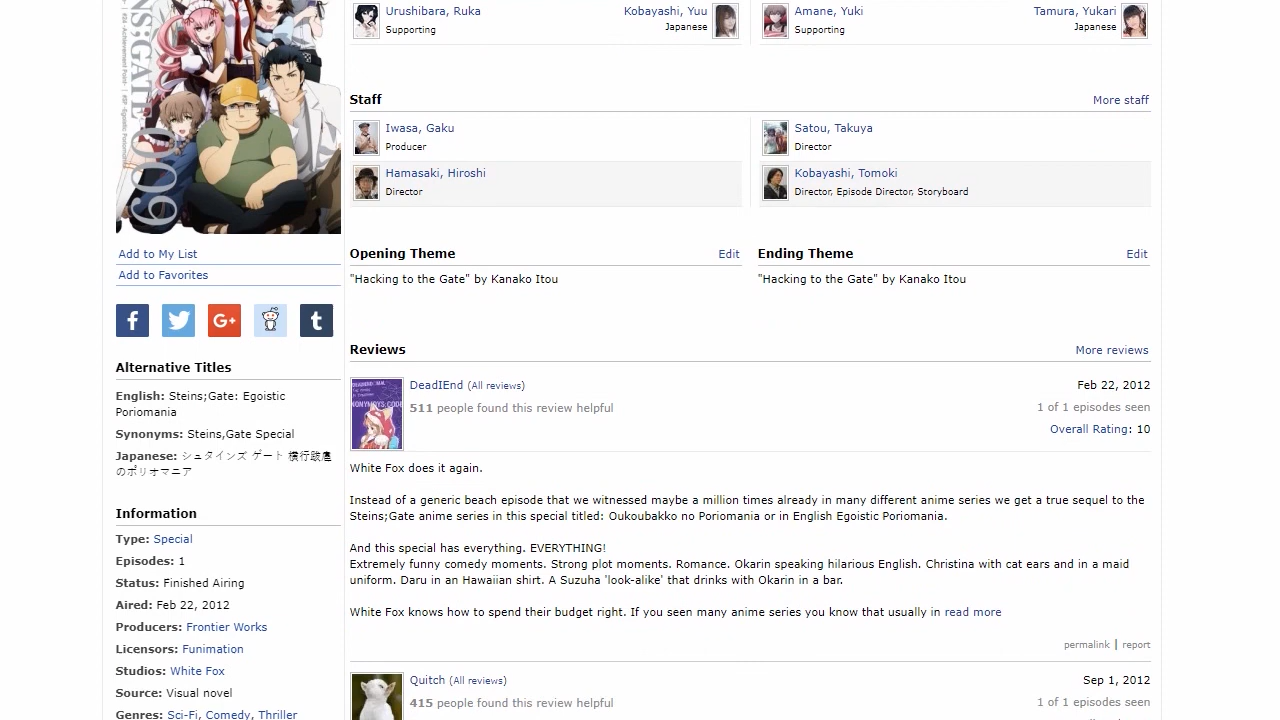 NS;GATE
009
Add to My List
Add to Favorites
f
G+
t
Alternative Titles
English: Steins;Gate: Egoistic
Poriomania
Synonyms: Steins,Gate Special
Japanese: シュタインズ ゲート 横行跋扈
のポリオマニア
Information
Type: Special
Episodes: 1
Status: Finished Airing
Aired: Feb 22, 2012
Producers: Frontier Works
Licensors: Funimation
Studios: White Fox
Source: Visual novel
Genres: Sci-Fi, Comedy, Thriller
Urushibara, Ruka Kobayashi, Yuu
Supporting Japanese
Amane, Yuki Tamura, Yukari
Supporting Japanese
Staff More staff
Iwasa, Gaku
Producer
Satou, Takuya
Director
Hamasaki, Hiroshi
Director
Kobayashi, Tomoki
Director, Episode Director, Storyboard
Opening Theme Edit
"Hacking to the Gate" by Kanako Itou
Ending Theme Edit
"Hacking to the Gate" by Kanako Itou
Reviews More reviews
DeadIEnd (All reviews) Feb 22, 2012
511 people found this review helpful 1 of 1 episodes seen
Overall Rating: 10
White Fox does it again.
Instead of a generic beach episode that we witnessed maybe a million times already in many different anime series we get a true sequel to the
Steins;Gate anime series in this special titled: Oukoubakko no Poriomania or in English Egoistic Poriomania.
And this special has everything. EVERYTHING!
Extremely funny comedy moments. Strong plot moments. Romance. Okarin speaking hilarious English. Christina with cat ears and in a maid
uniform. Daru in an Hawaiian shirt. A Suzuha 'look-alike' that drinks with Okarin in a bar.
White Fox knows how to spend their budget right. If you seen many anime series you know that usually in read more
permalink | report
Quitch (All reviews) Sep 1, 2012
415 people found this review helpful 1 of 1 episodes seen